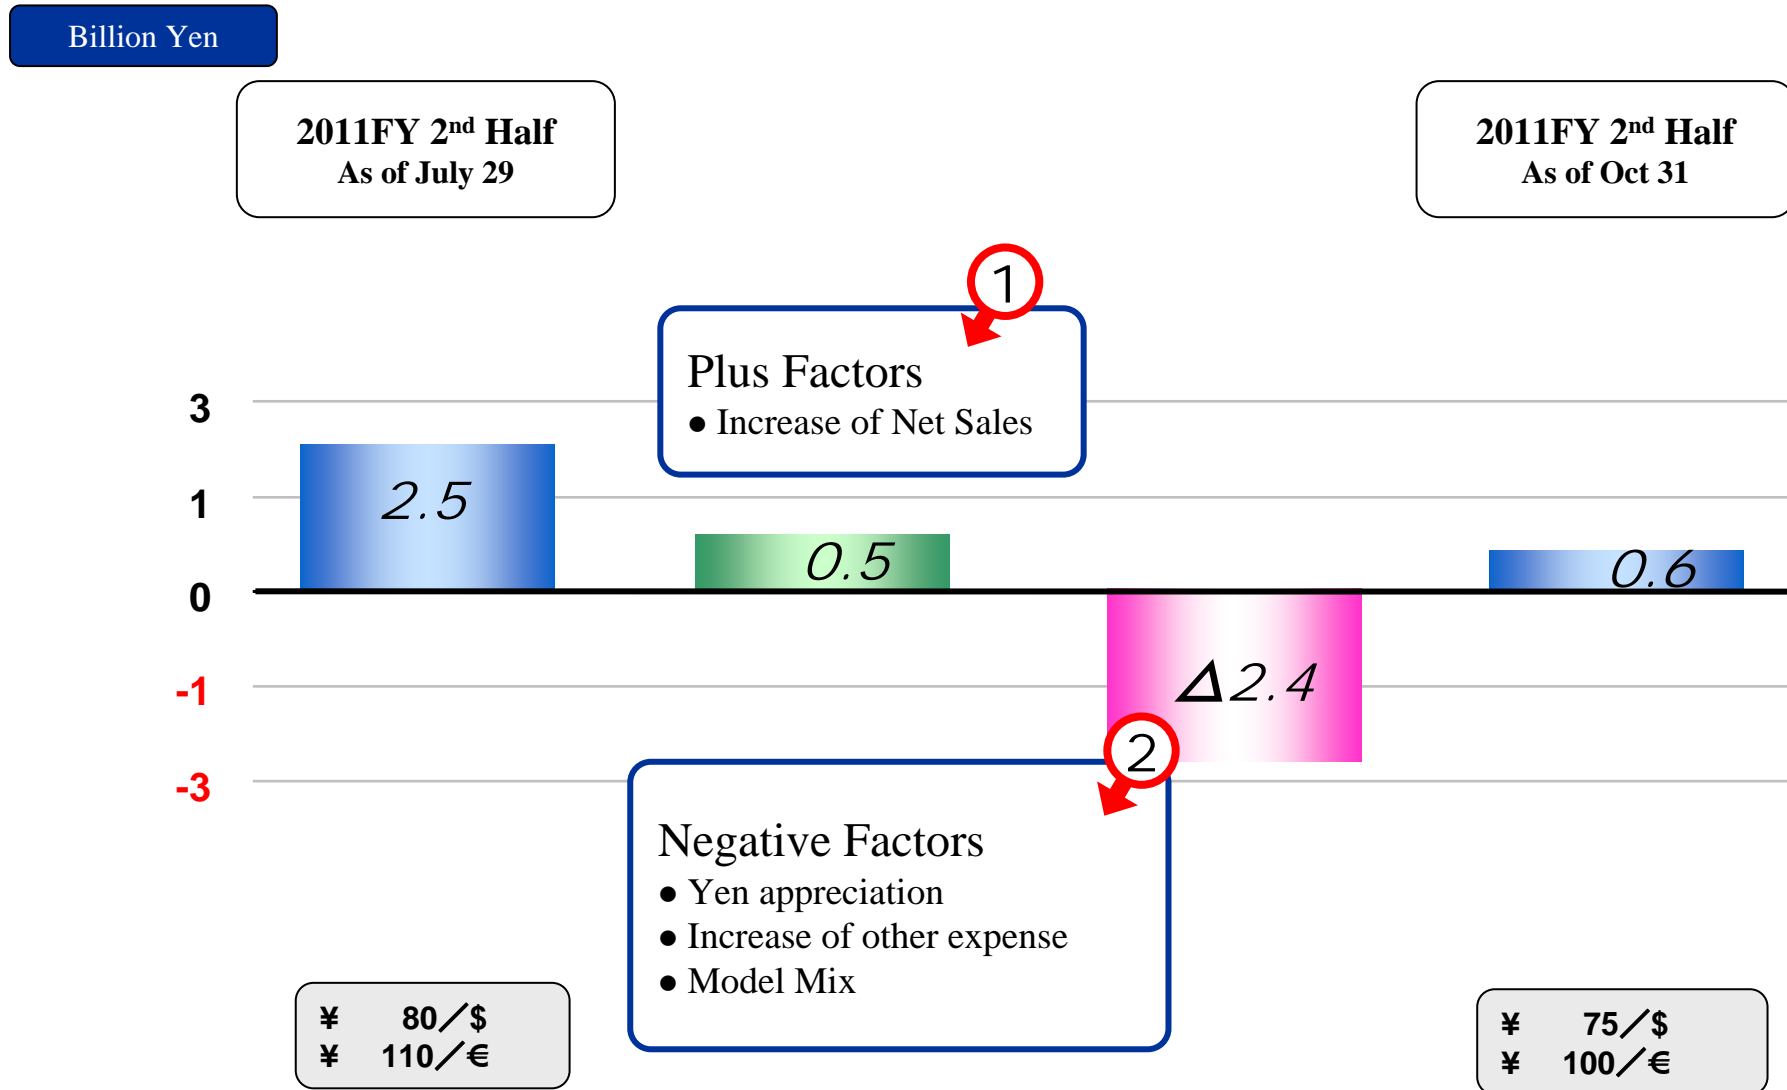 Billion Yen
2011FY 2nd Half
As of July 29
2011FY 2nd Half
As of Oct 31
1
Plus Factors
● Increase of Net Sales
3
1
0
-1
-3
2.5
0.5
Δ2.4
0.6
2
Negative Factors
● Yen appreciation
● Increase of other expense
● Model Mix
¥ 80／$
¥ 110／€
¥ 75／$
¥ 100／€